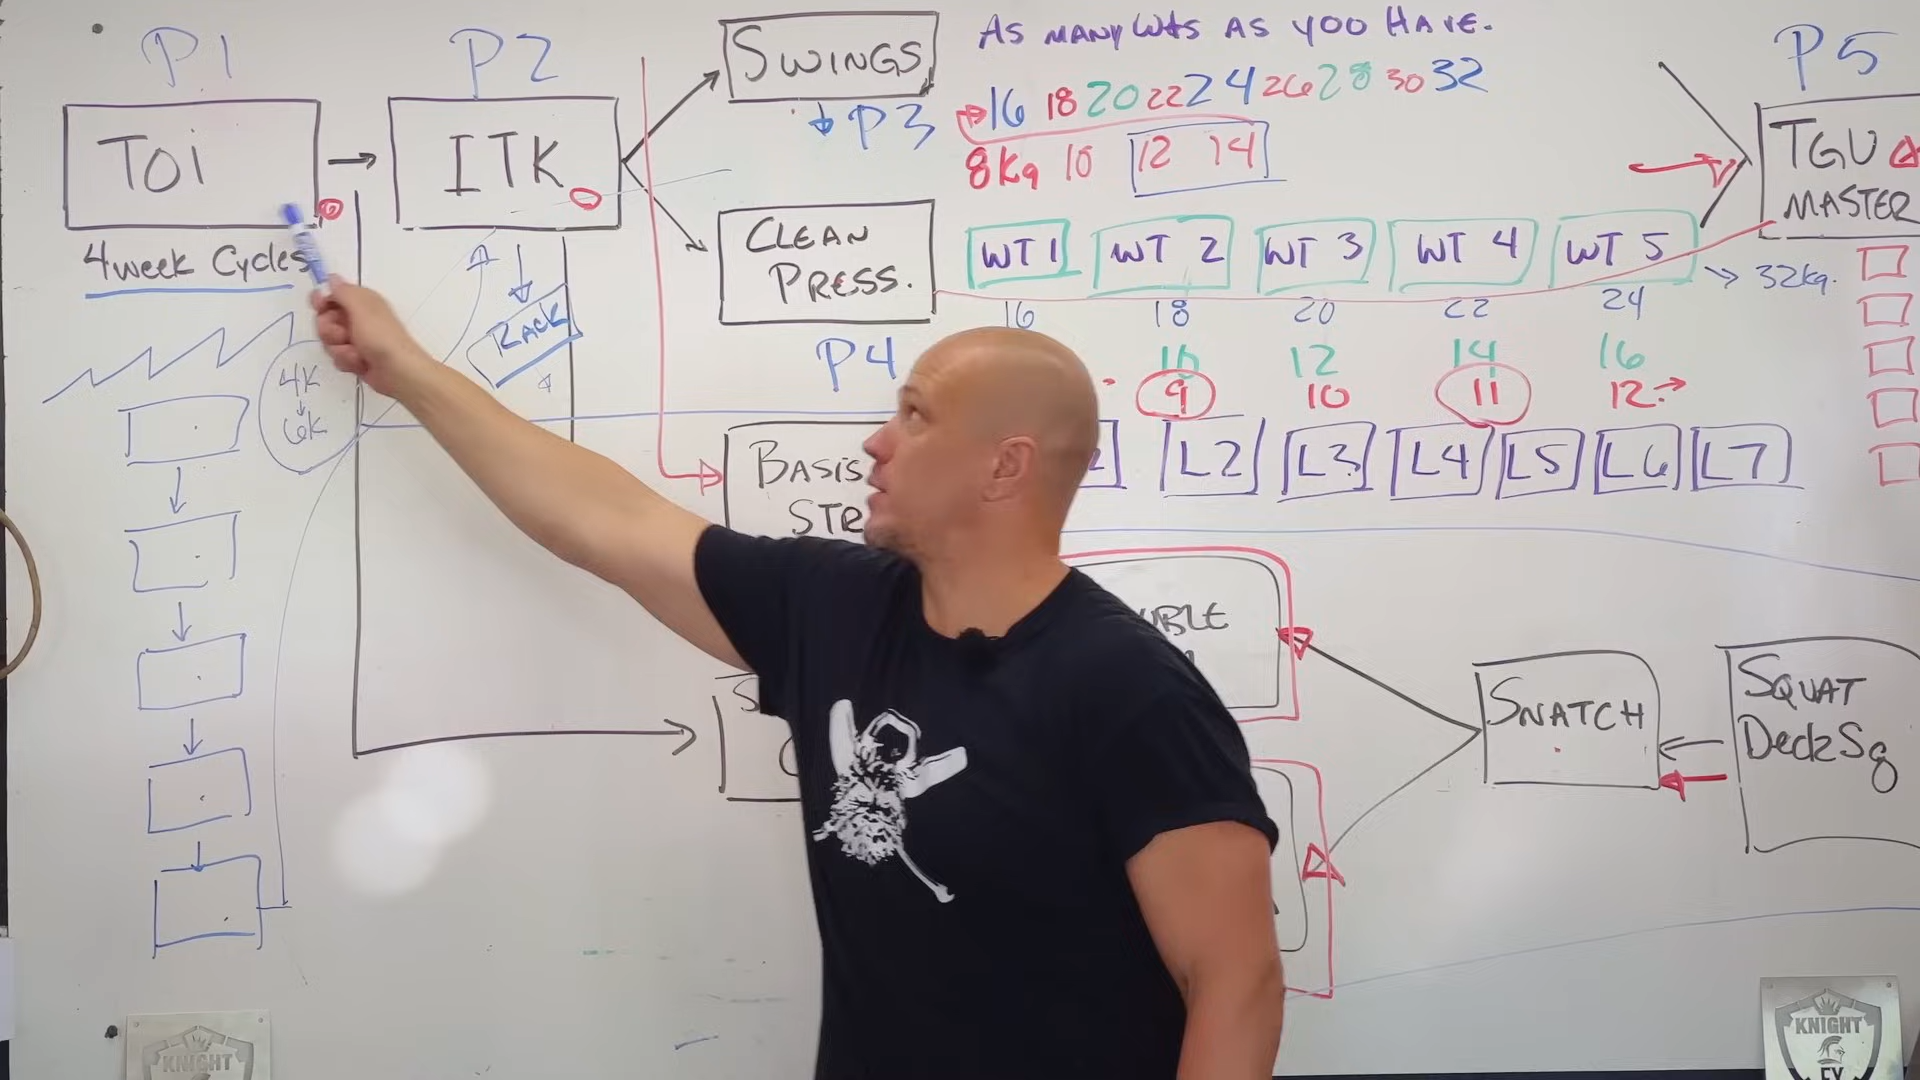 P1
P2
SWINGS
AS MANY WTS AS YOU HAVE.
P5
TOi
ITK
P3
16 18 20 22 24 26 28 30 32
8Kg 10 12 14
TGU
MASTER
4 week Cycles
CLEAN
PRESS.
WT 1 WT 2 WT 3 WT 4 WT 5
32kg.
16 18 20 22 24
RACK
P4
10 12 14 16
4K
6K
9 10 11 12
BASIS
L2 L3 L4 L5 L6 L7
SNATCH
SQUAT
Deck Sq
KNIGHT
KNIGHT